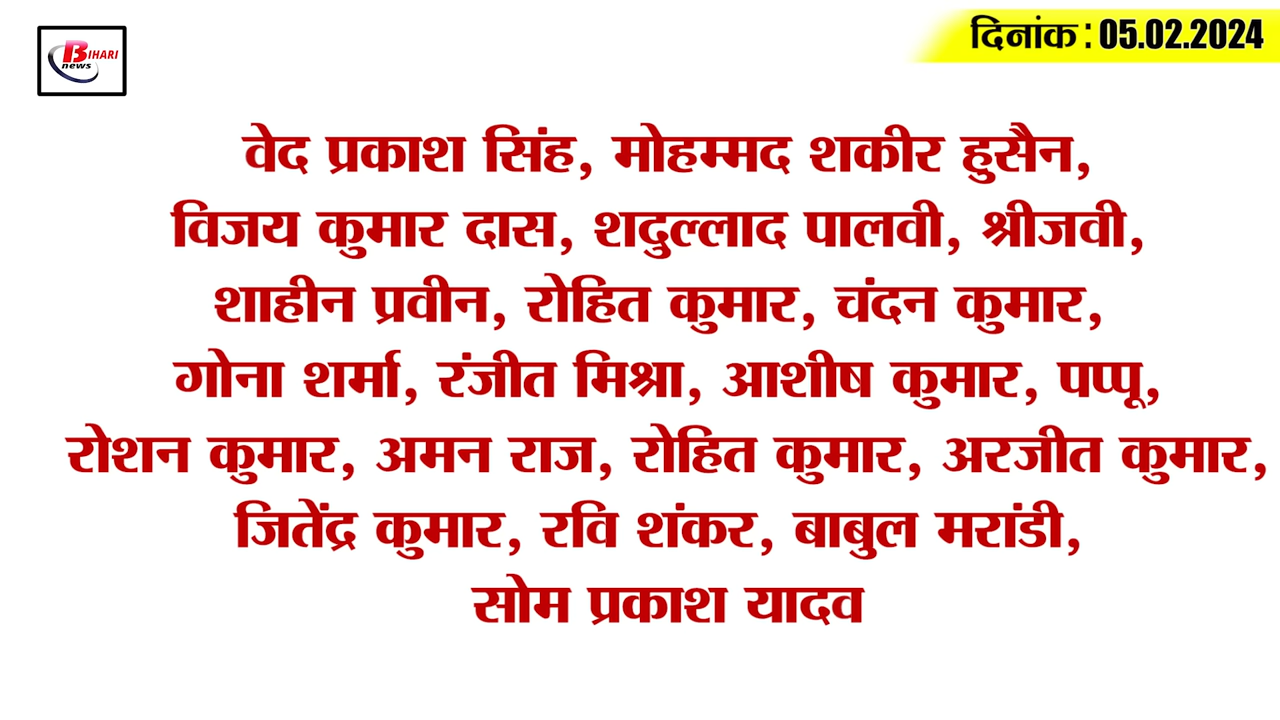 BIHARI
news
दिनांक : 05.02.2024
वेद प्रकाश सिंह, मोहम्मद शकीर हुसैन,
विजय कुमार दास, शदुल्लाद पालवी, श्रीजवी,
शाहीन प्रवीन, रोहित कुमार, चंदन कुमार,
गोना शर्मा, रंजीत मिश्रा, आशीष कुमार, पप्पू,
रोशन कुमार, अमन राज, रोहित कुमार, अरजीत कुमार,
जितेंद्र कुमार, रवि शंकर, बाबुल मरांडी,
सोम प्रकाश यादव